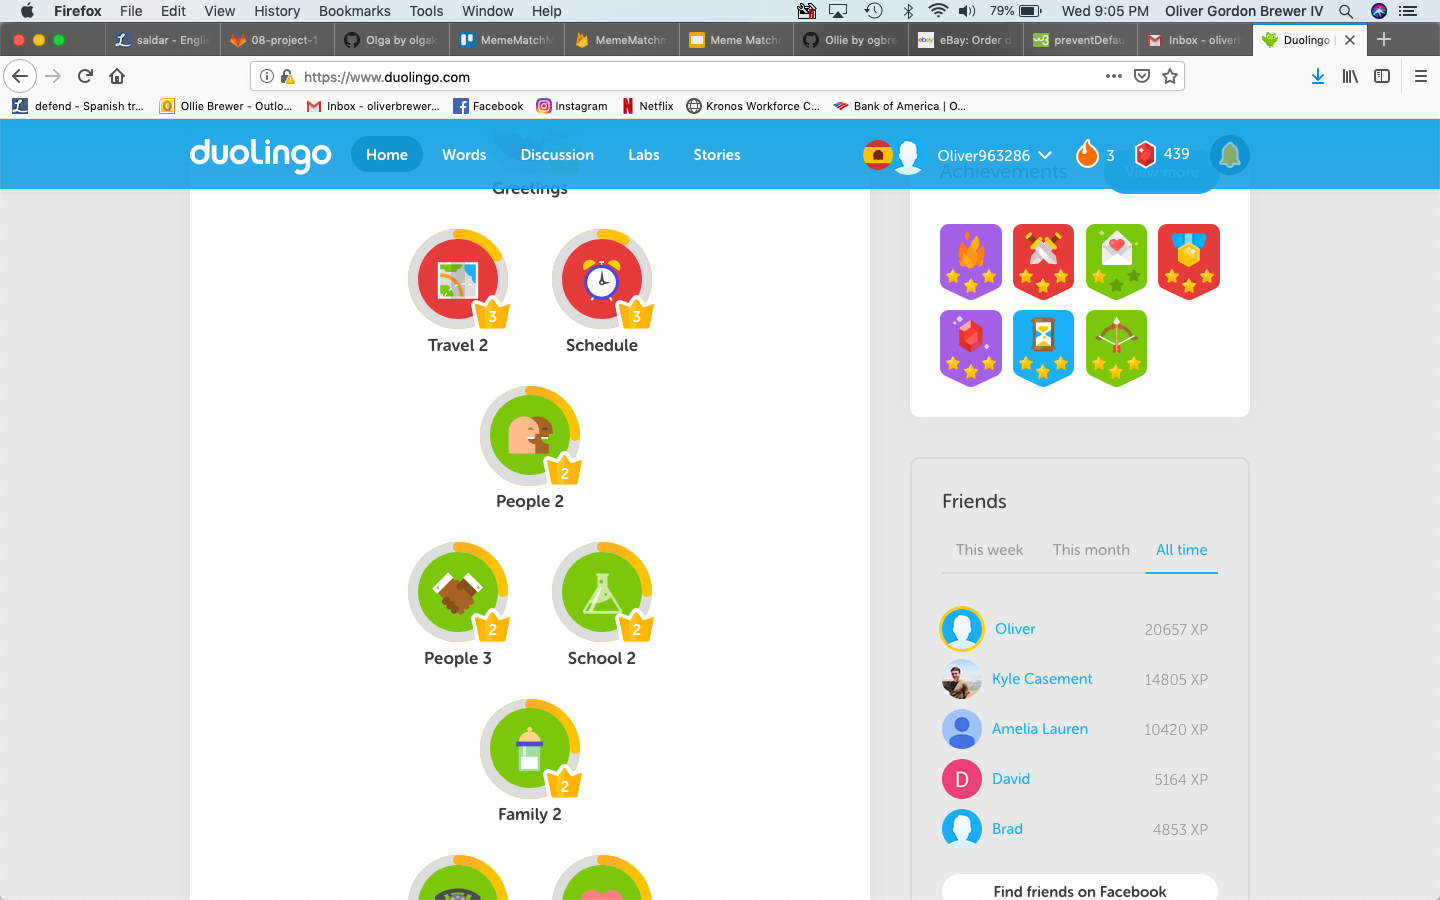 Firefox File Edit View History Bookmarks Tools Window Help 79% Wed 9:05 PM Oliver Gordon Brewer IV
saldar - Englis 08-project-1 Olga by olgak MemeMatchM MemeMatchm Meme Matchm Ollie by ogbre eBay: Order d preventDefau Inbox - oliverb Duolingo
https://www.duolingo.com
defend - Spanish tr... Ollie Brewer - Outlo... Inbox - oliverbrewer... Facebook Instagram Netflix Kronos Workforce C... Bank of America | O...
duolingo Home Words Discussion Labs Stories Oliver963286 3 439
Achievements View more
Greetings
3 3
Travel 2 Schedule
2
People 2
2 2
People 3 School 2
2
Family 2
Friends
This week This month All time
Oliver 20657 XP
Kyle Casement 14805 XP
Amelia Lauren 10420 XP
D David 5164 XP
Brad 4853 XP
Find friends on Facebook